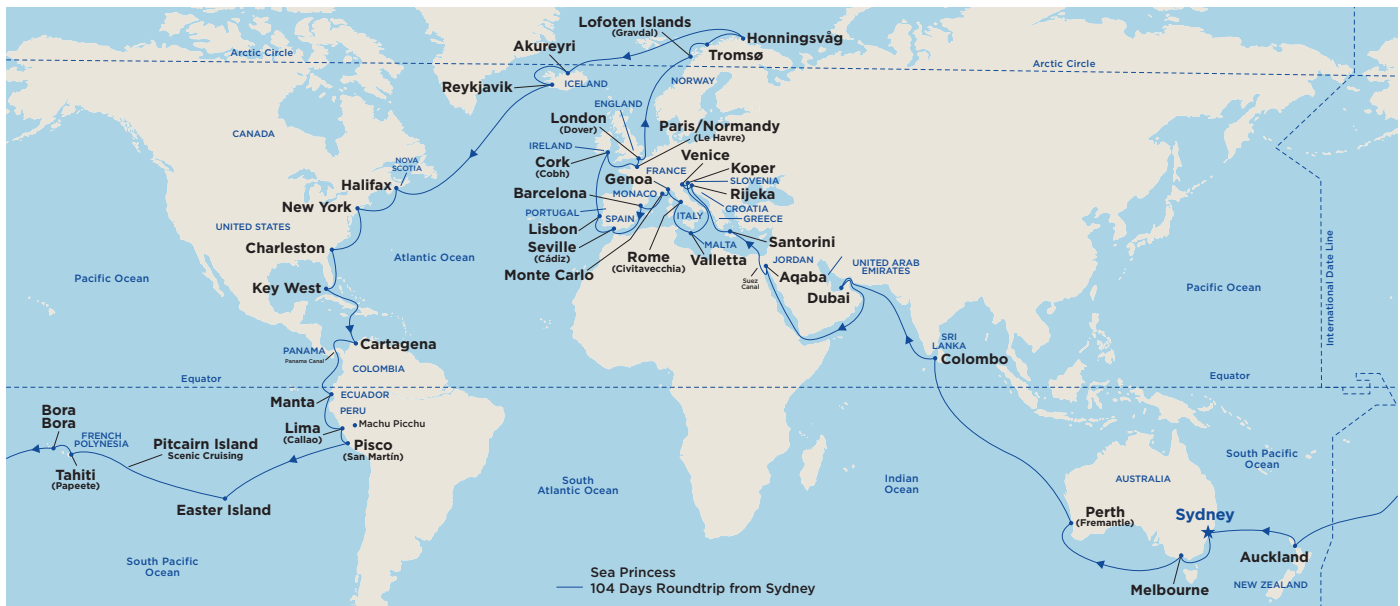 Lofoten Islands
(Gravdal)
Honningsvåg
Akureyri
Tromsø
Arctic Circle
Arctic Circle
Reykjavik
ICELAND
NORWAY
ENGLAND
London
(Dover)
Paris/Normandy
(Le Havre)
CANADA
IRELAND
Cork
(Cobh)
Venice
Koper
NOVA
SCOTIA
FRANCE
SLOVENIA
Genoa
Rijeka
Halifax
Barcelona
MONACO
CROATIA
New York
PORTUGAL
SPAIN
ITALY
GREECE
UNITED STATES
Lisbon
Charleston
Seville
(Cádiz)
Santorini
MALTA
Atlantic Ocean
Rome
(Civitavecchia)
Valletta
JORDAN
UNITED ARAB
EMIRATES
Monte Carlo
Suez
Canal
Aqaba
Pacific Ocean
Key West
Dubai
Pacific Ocean
International Date Line
Cartagena
SRI
LANKA
PANAMA
Panama Canal
Colombo
COLOMBIA
Equator
Equator
Manta
ECUADOR
PERU
Bora
Bora
Machu Picchu
Lima
(Callao)
FRENCH
POLYNESIA
Pitcairn Island
Scenic Cruising
Pisco
(San Martín)
South Pacific
Ocean
Tahiti
(Papeete)
South
Atlantic Ocean
Indian
Ocean
AUSTRALIA
Easter Island
Perth
(Fremantle)
Sydney
Auckland
South Pacific
Ocean
Sea Princess
104 Days Roundtrip from Sydney
Melbourne
NEW ZEALAND